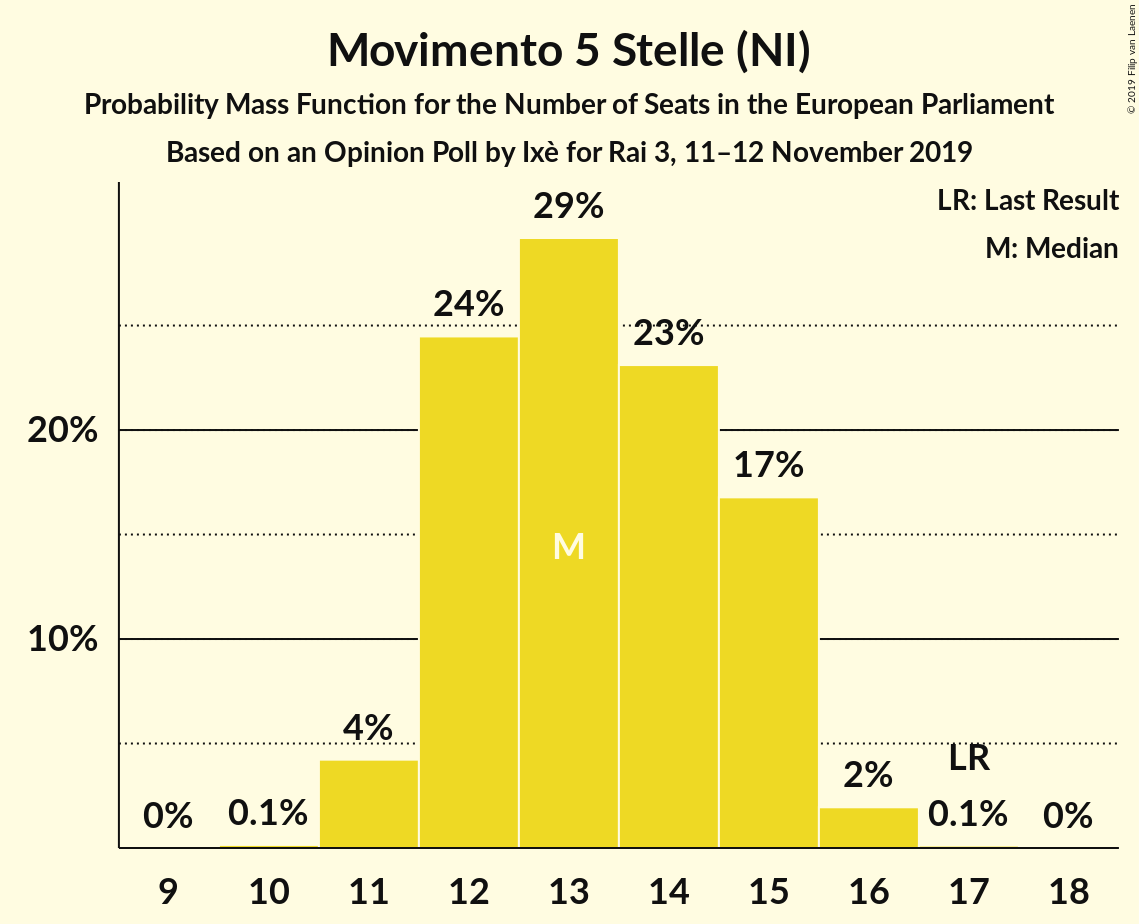 Movimento 5 Stelle (NI)
Probability Mass Function for the Number of Seats in the European Parliament
Based on an Opinion Poll by Ixè for Rai 3, 11–12 November 2019
© 2019 Filip van Laenen
LR: Last Result
M: Median
29%
24%
23%
20%
17%
M
10%
4%
LR
2%
0%
0.1%
0.1%
0%
9 10 11 12 13 14 15 16 17 18